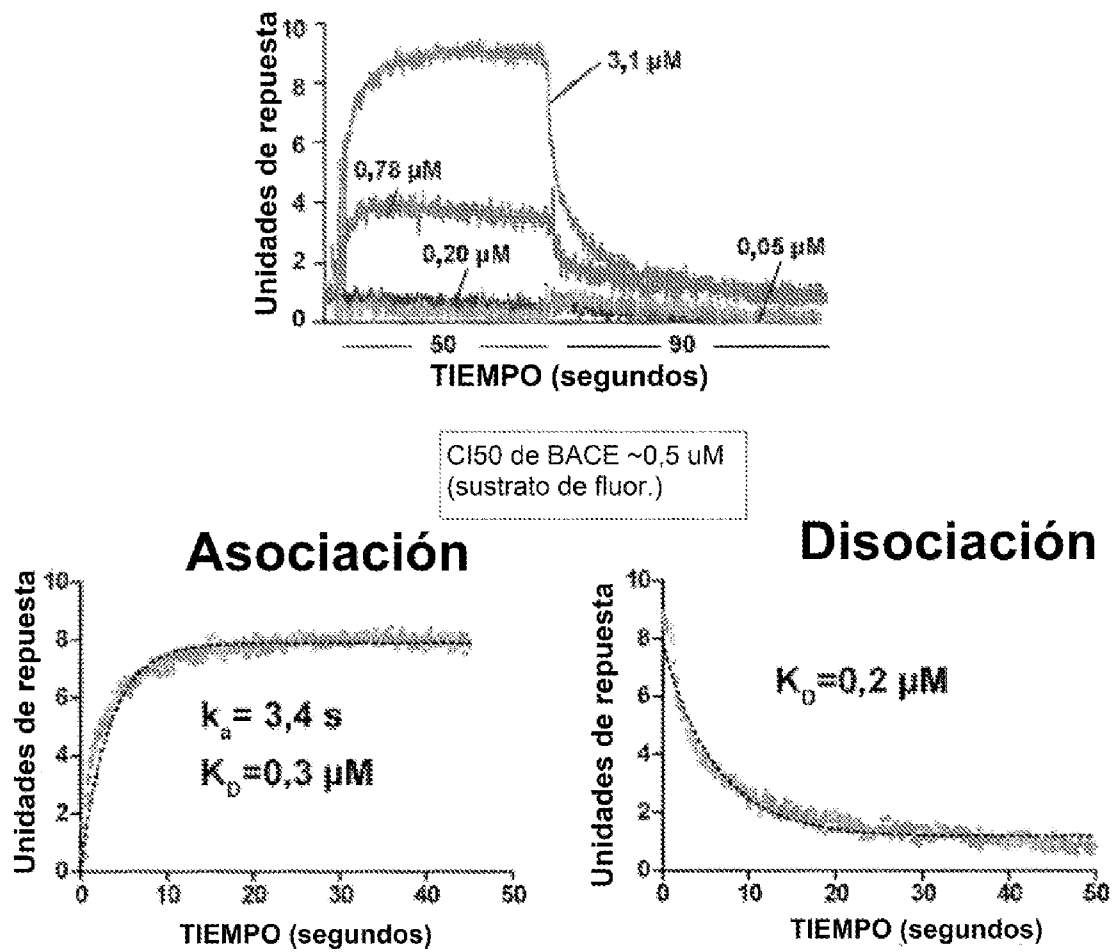 Unidades de repuesta
10
8
6
4
2
0
3,1 µM
0,78 µM
0,20 µM
0,05 µM
50
90
TIEMPO (segundos)
CI50 de BACE ~0,5 uM
(sustrato de fluor.)
Asociación
Unidades de repuesta
10
8
6
4
2
0
k_a= 3,4 s
K_D=0,3 µM
0 10 20 30 40 50
TIEMPO (segundos)
Disociación
Unidades de repuesta
10
8
6
4
2
0
K_D=0,2 µM
0 10 20 30 40 50
TIEMPO (segundos)